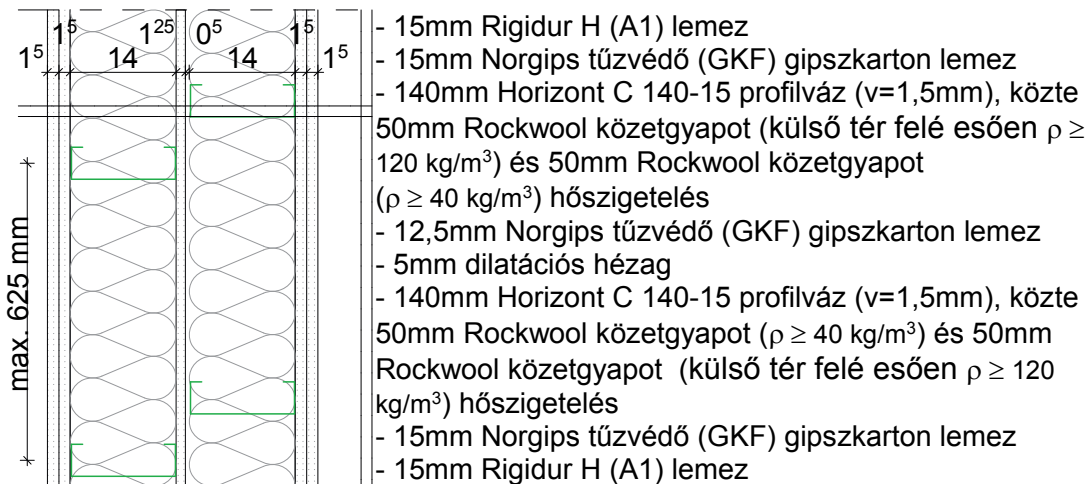 1⁵ 1²⁵ 0⁵ 1⁵
1⁵ 14 14 1⁵
max. 625 mm
- 15mm Rigidur H (A1) lemez
- 15mm Norgips tűzvédő (GKF) gipszkarton lemez
- 140mm Horizont C 140-15 profilváz (v=1,5mm), közte
50mm Rockwool közetgyapot (külső tér felé esően ρ ≥
120 kg/m³) és 50mm Rockwool közetgyapot
(ρ ≥ 40 kg/m³) hőszigetelés
- 12,5mm Norgips tűzvédő (GKF) gipszkarton lemez
- 5mm dilatációs hézag
- 140mm Horizont C 140-15 profilváz (v=1,5mm), közte
50mm Rockwool közetgyapot (ρ ≥ 40 kg/m³) és 50mm
Rockwool közetgyapot (külső tér felé esően ρ ≥ 120
kg/m³) hőszigetelés
- 15mm Norgips tűzvédő (GKF) gipszkarton lemez
- 15mm Rigidur H (A1) lemez